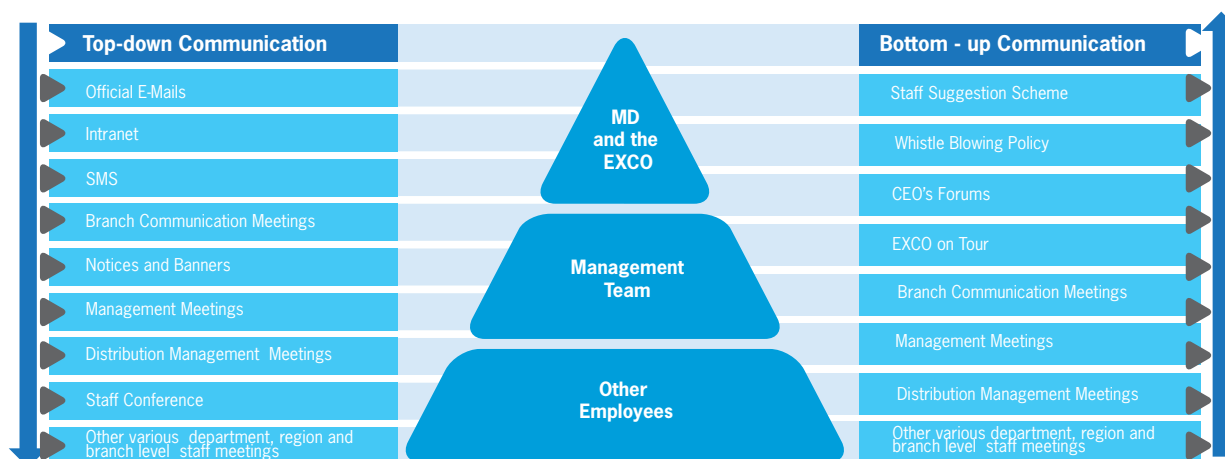 Top-down Communication
Official E-Mails
Intranet
SMS
Branch Communication Meetings
Notices and Banners
Management Meetings
Distribution Management  Meetings
Staff Conference
Other various  department, region and
branch level  staff meetings
MD
and the
EXCO
Management
Team
Other
Employees
Bottom - up Communication
Staff Suggestion Scheme
Whistle Blowing Policy
CEO's Forums
EXCO on Tour
Branch Communication Meetings
Management Meetings
Distribution Management Meetings
Other various  department, region and
branch level  staff meetings